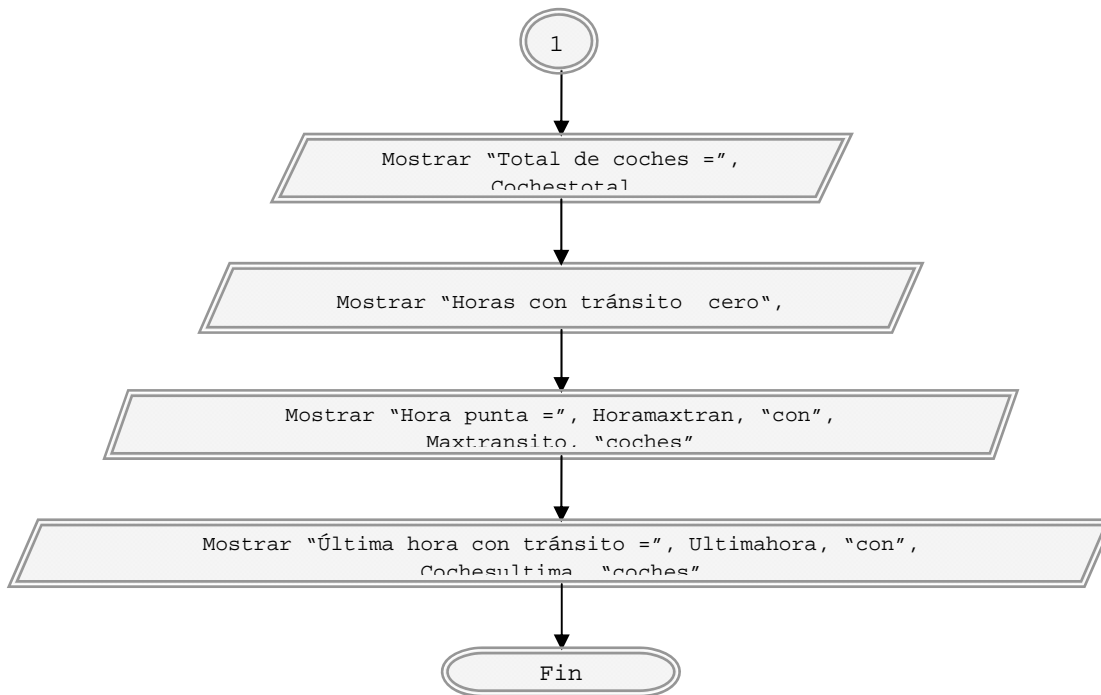 1
Mostrar “Total de coches =”,
Cochestotal
Mostrar “Horas con tránsito  cero“,
Mostrar “Hora punta =”, Horamaxtran, “con”,
Maxtransito, “coches”
Mostrar “Última hora con tránsito =”, Ultimahora, “con”,
Cochesultima, “coches”
Fin